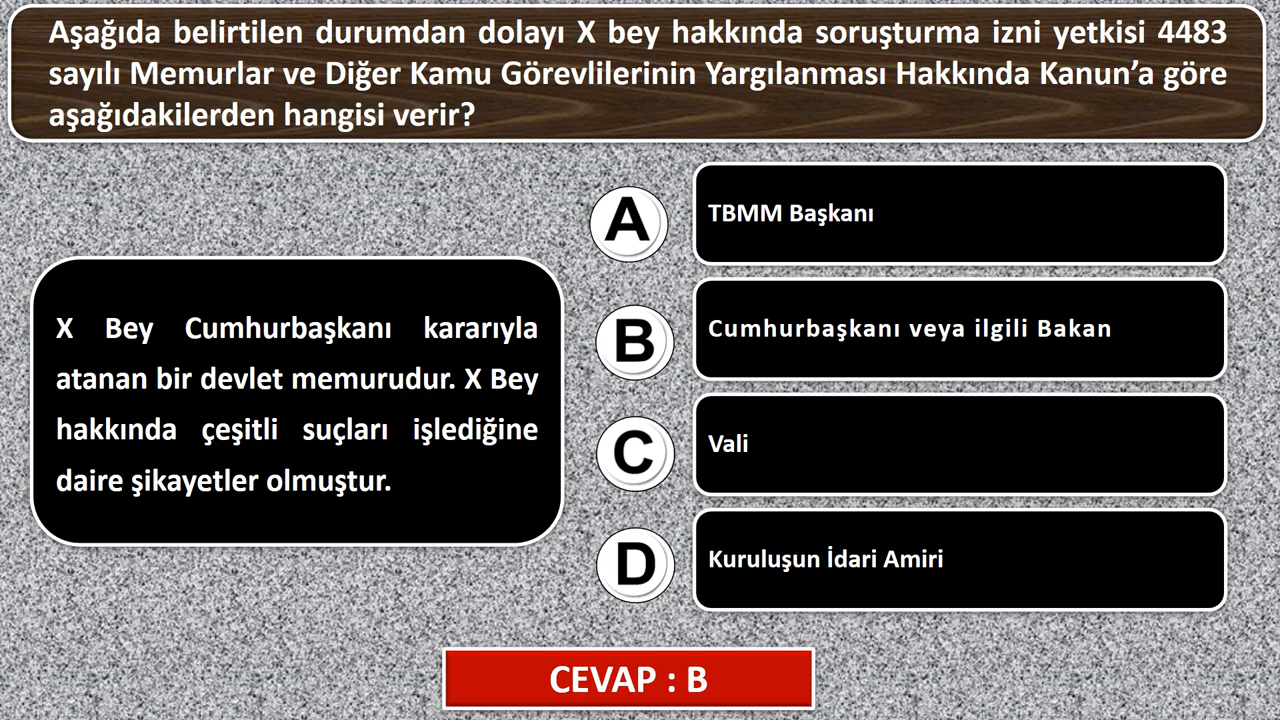 Aşağıda belirtilen durumdan dolayı X bey hakkında soruşturma izni yetkisi 4483
sayılı Memurlar ve Diğer Kamu Görevlilerinin Yargılanması Hakkında Kanun’a göre
aşağıdakilerden hangisi verir?
X Bey Cumhurbaşkanı kararıyla
atanan bir devlet memurudur. X Bey
hakkında çeşitli suçları işlediğine
daire şikayetler olmuştur.
A TBMM Başkanı
B Cumhurbaşkanı veya ilgili Bakan
C Vali
D Kuruluşun İdari Amiri
CEVAP : B